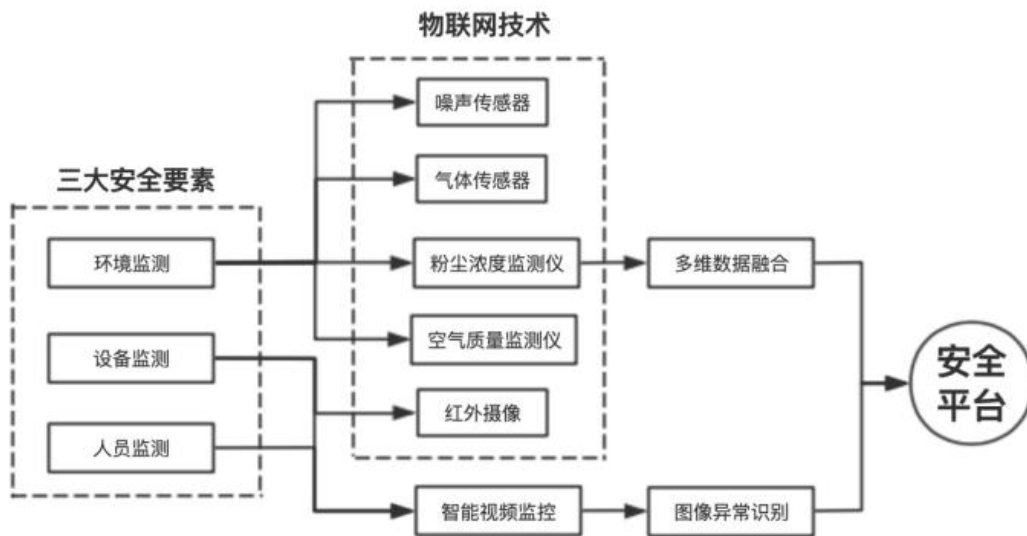 物联网技术
噪声传感器
气体传感器
三大安全要素
环境监测
粉尘浓度监测仪
多维数据融合
空气质量监测仪
设备监测
安全
平台
红外摄像
人员监测
智能视频监控
图像异常识别